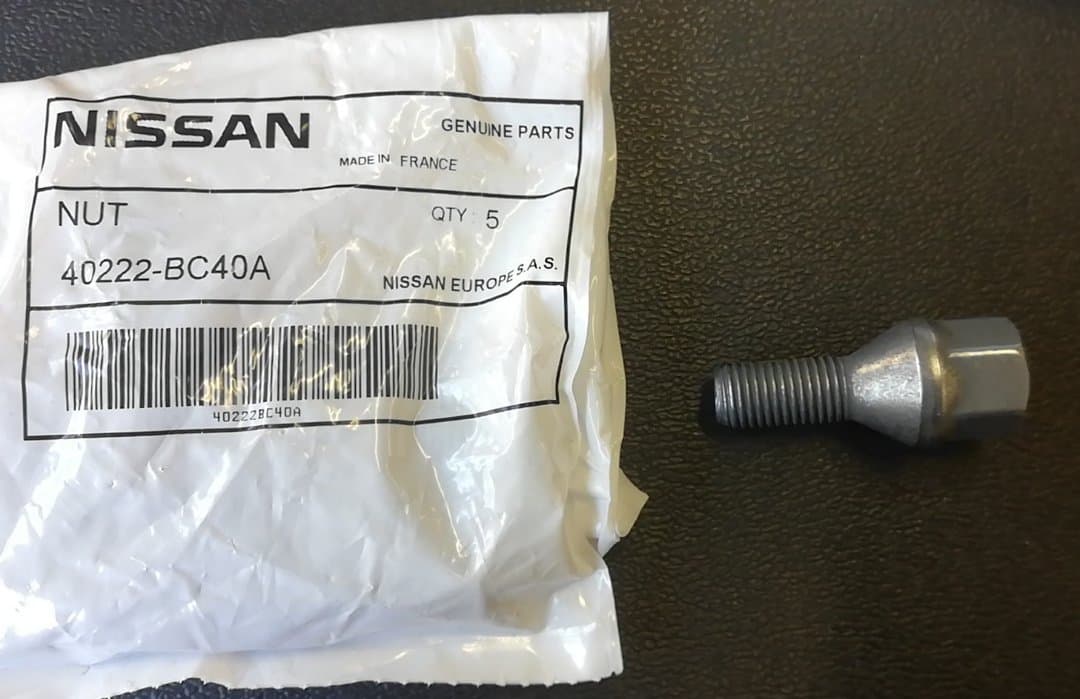 NISSAN GENUINE PARTS
MADE IN FRANCE
NUT QTY : 5
40222-BC40A
NISSAN EUROPE S.A.S.
40222BC40A